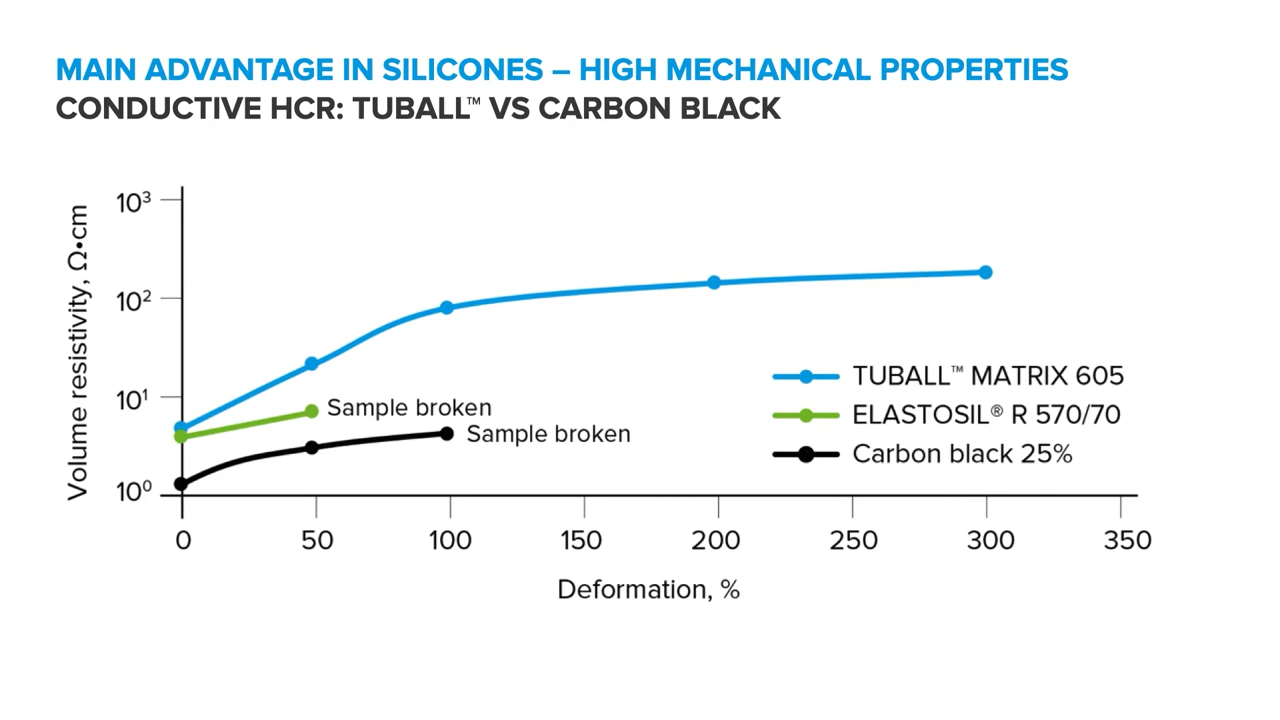 MAIN ADVANTAGE IN SILICONES – HIGH MECHANICAL PROPERTIES
CONDUCTIVE HCR: TUBALL™ VS CARBON BLACK
Volume resistivity, Ω•cm
10³
10²
10¹
10⁰
Sample broken
Sample broken
TUBALL™ MATRIX 605
ELASTOSIL® R 570/70
Carbon black 25%
0 50 100 150 200 250 300 350
Deformation, %